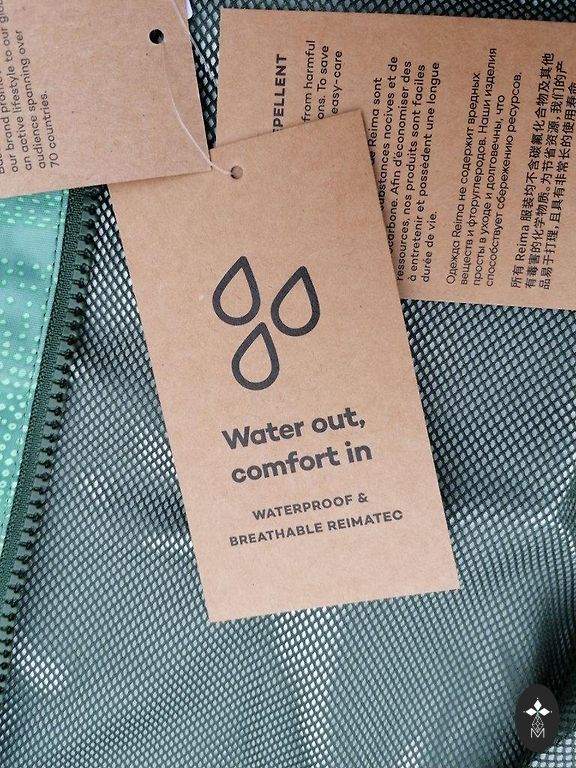 our brand prom
an active lifestyle to our
audience spanning over
70 countries.
from harmful
ons. To save
easy-care
Reima sont
substances nocives et de
carbone. Afin d'économiser des
ressources, nos produits sont faciles
à entretenir et possèdent une longue
durée de vie.
Одежда Reima не содержит вредных
веществ и фторуглеродов. Наши изделия
просты в уходе и долговечны, что
способствует сбережению ресурсов.
所有 Reima 服装均不含碳氟化合物及其他
有毒害的化学物质。为节省资源，我们的产
品易于打理，且具有非常长的使用寿命
Water out,
comfort in
WATERPROOF &
BREATHABLE REIMATEC
M